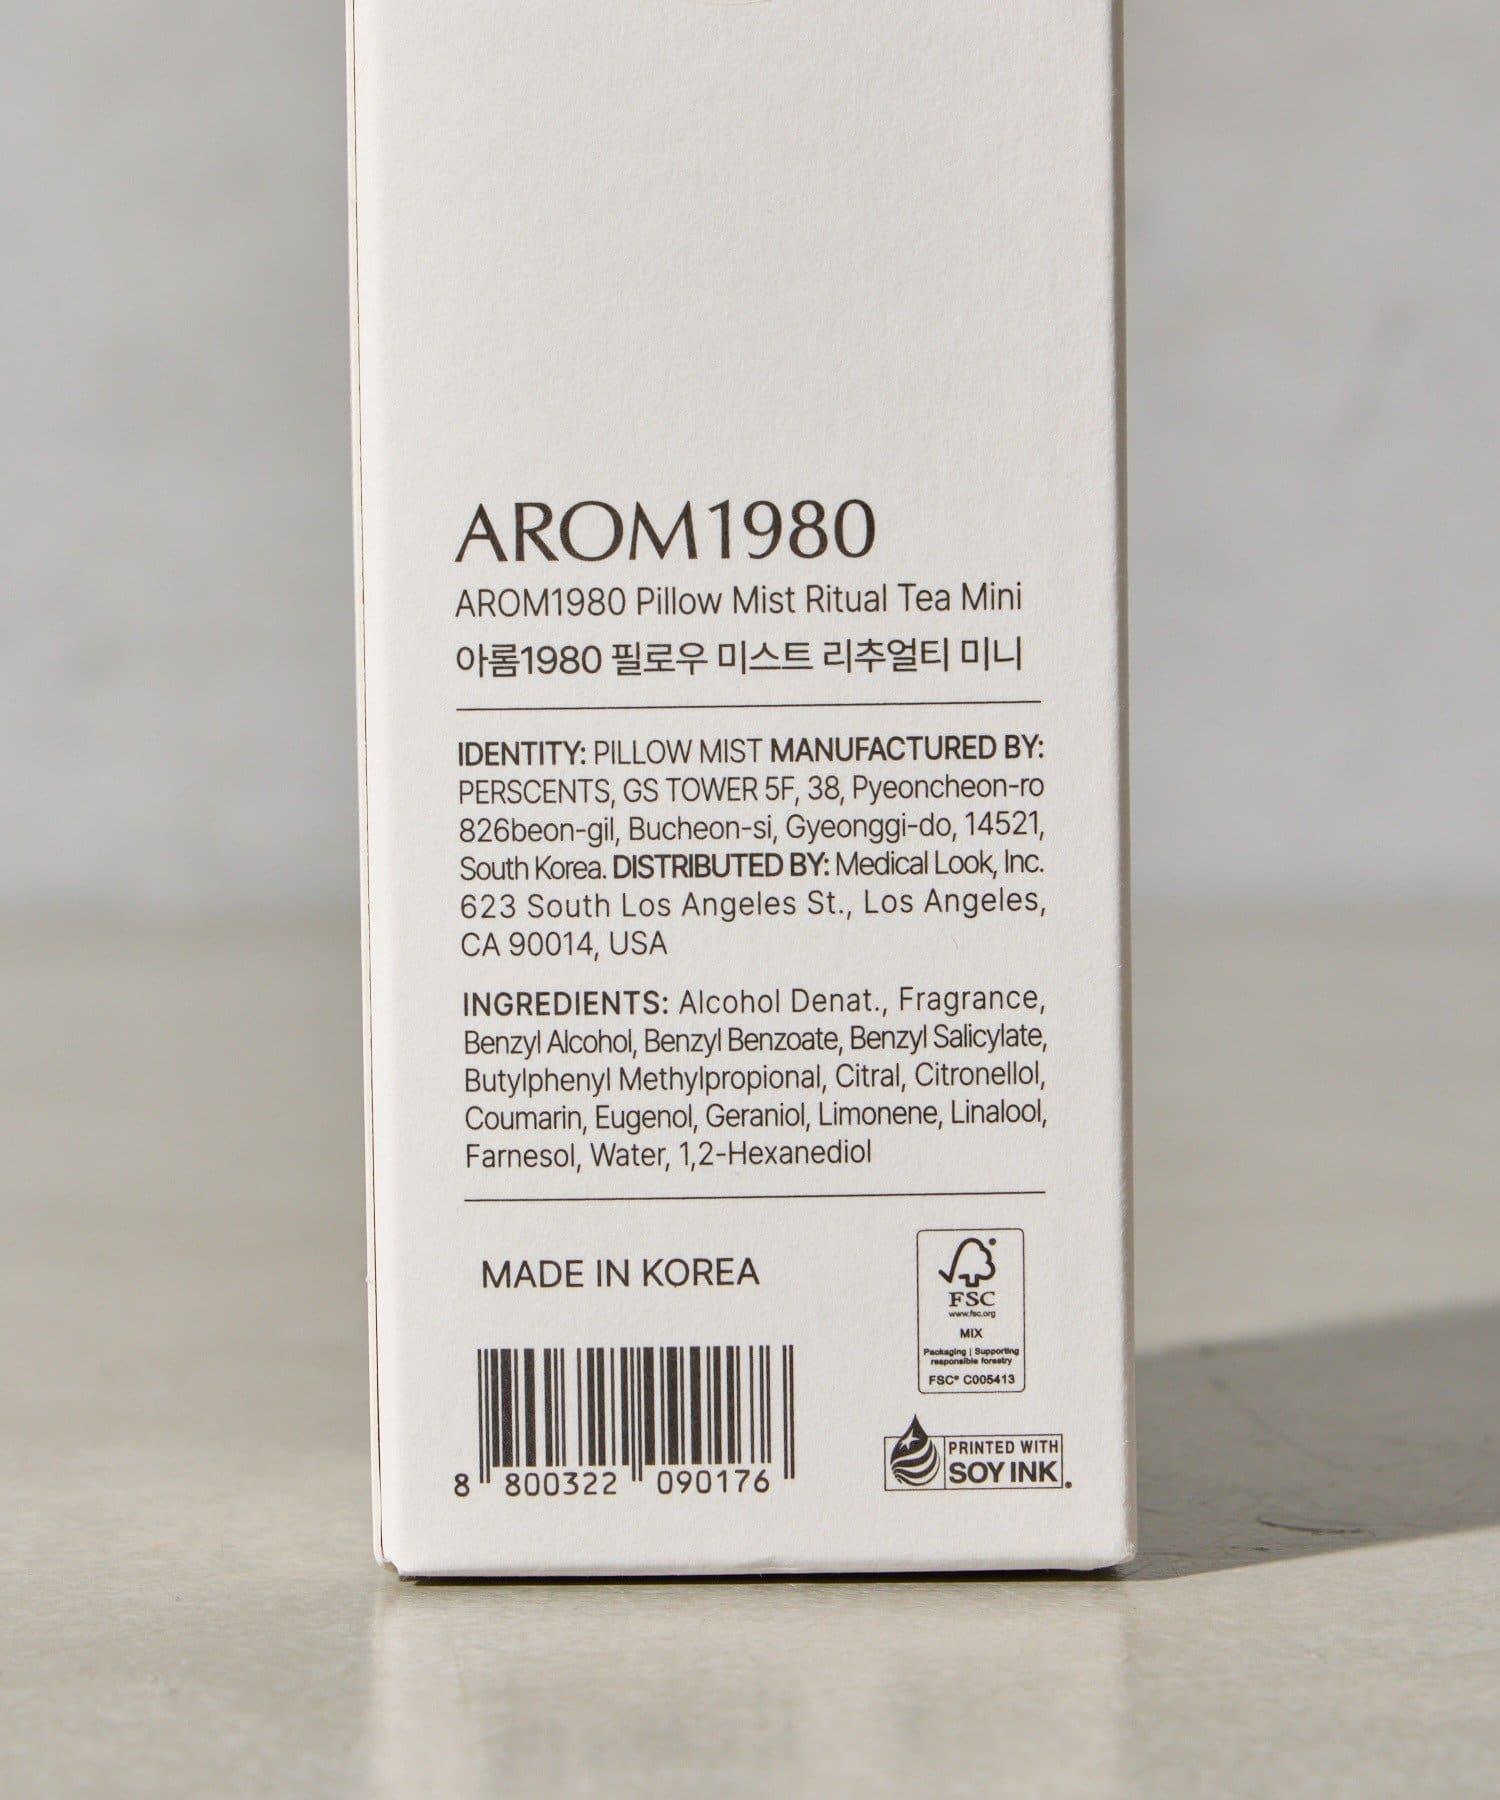 AROM1980
AROM1980 Pillow Mist Ritual Tea Mini
아롬1980 필로우 미스트 리추얼티 미니
IDENTITY: PILLOW MIST MANUFACTURED BY:
PERSCENTS, GS TOWER 5F, 38, Pyeoncheon-ro
826beon-gil, Bucheon-si, Gyeonggi-do, 14521,
South Korea. DISTRIBUTED BY: Medical Look, Inc.
623 South Los Angeles St., Los Angeles,
CA 90014, USA
INGREDIENTS: Alcohol Denat., Fragrance,
Benzyl Alcohol, Benzyl Benzoate, Benzyl Salicylate,
Butylphenyl Methylpropional, Citral, Citronellol,
Coumarin, Eugenol, Geraniol, Limonene, Linalool,
Farnesol, Water, 1,2-Hexanediol
MADE IN KOREA
FSC
www.fsc.org
MIX
Packaging | Supporting
responsible forestry
FSC® C005413
8 800322 090176
PRINTED WITH
SOY INK